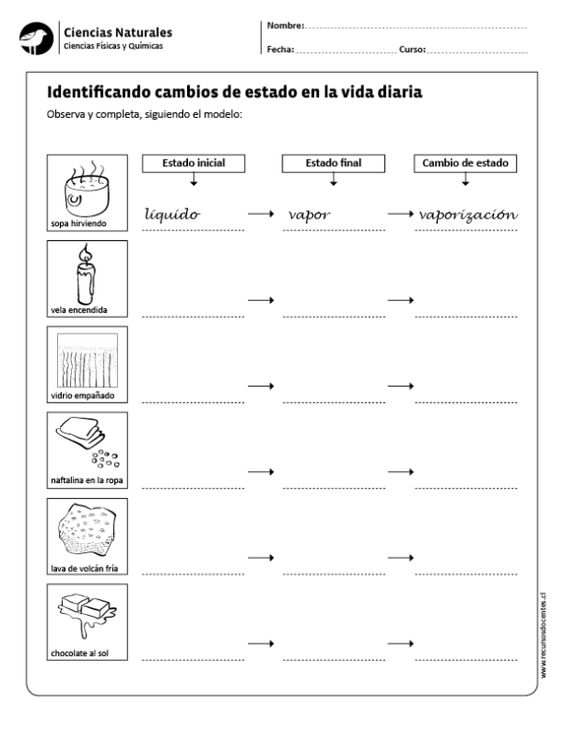 Ciencias Naturales
Ciencias Físicas y Químicas
Nombre:
Fecha: Curso:
Identificando cambios de estado en la vida diaria
Observa y completa, siguiendo el modelo:
Estado inicial Estado final Cambio de estado
sopa hirviendo
líquido vapor vaporización
vela encendida
vidrio empañado
naftalina en la ropa
lava de volcán fría
chocolate al sol
www.recursosdocentes.cl